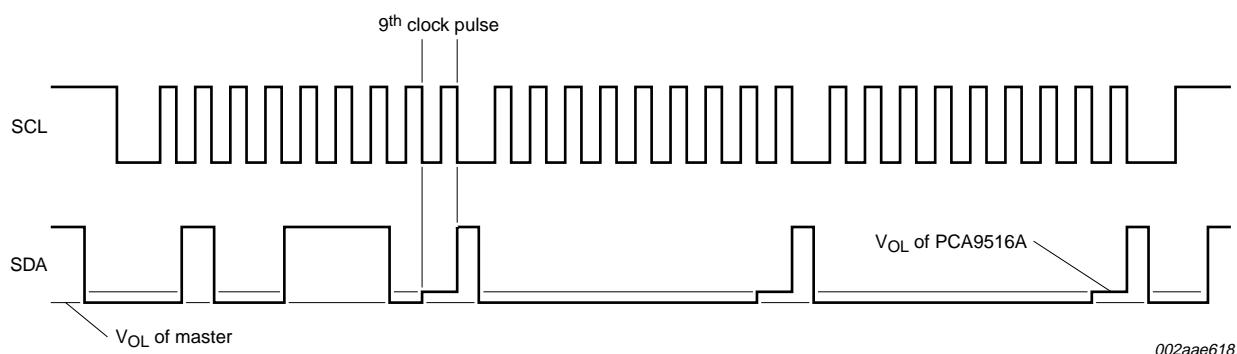 9th clock pulse
SCL
SDA
VOL of PCA9516A
VOL of master
002aae618